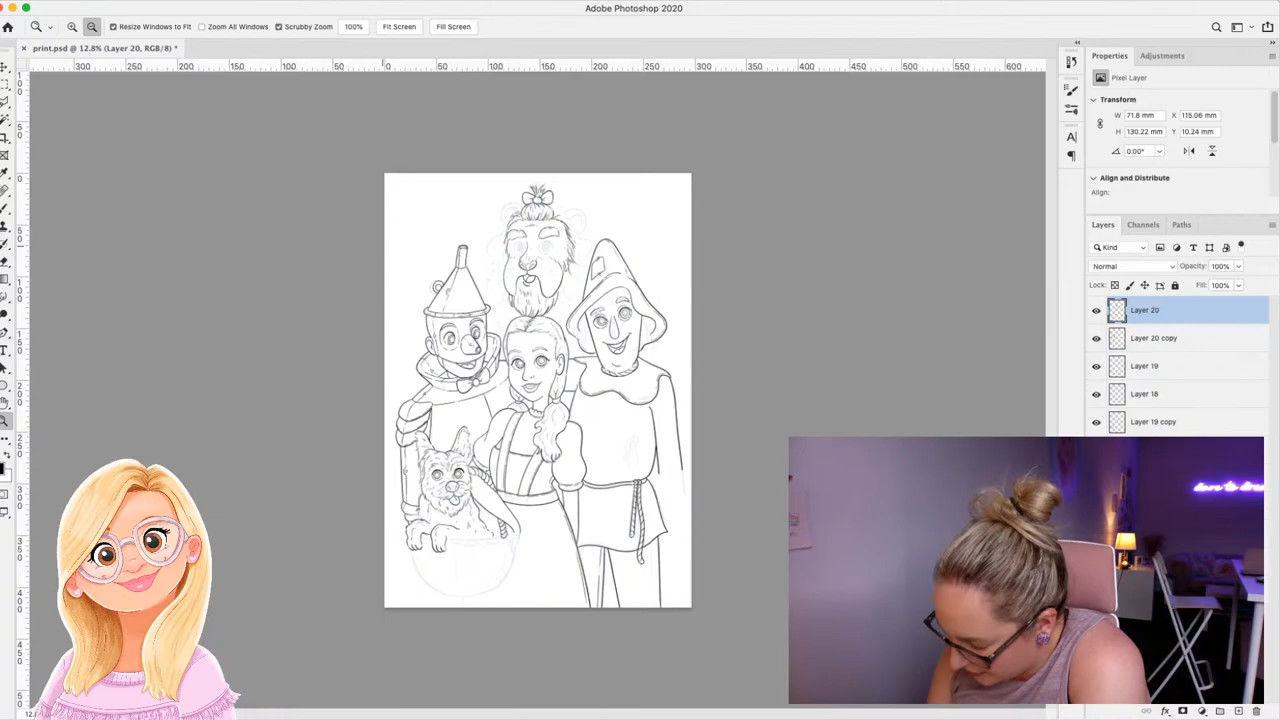 Adobe Photoshop 2020
Resize Windows to Fit Zoom All Windows Scrubby Zoom 100% Fit Screen Fill Screen
print.psd @ 12.8% (Layer 20, RGB/8) *
300 250 200 150 100 50 0 50 100 150 200 250 300 350 400 450 500 550 600
Properties Adjustments
Pixel Layer
Transform
W 71.8 mm X 115.06 mm
H 130.22 mm Y 10.24 mm
0.00°
Align and Distribute
Align:
Layers Channels Paths
Kind
Normal Opacity: 100%
Lock: Fill: 100%
Layer 20
Layer 20 copy
Layer 19
Layer 18
Layer 19 copy